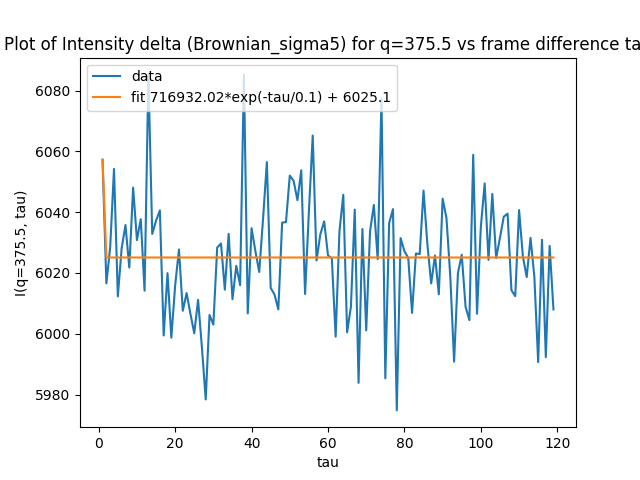 Plot of Intensity delta (Brownian_sigma5) for q=375.5 vs frame difference ta
data
fit 716932.02*exp(-tau/0.1) + 6025.1
6080
6060
6040
6020
6000
5980
I(q=375.5, tau)
0 20 40 60 80 100 120
tau